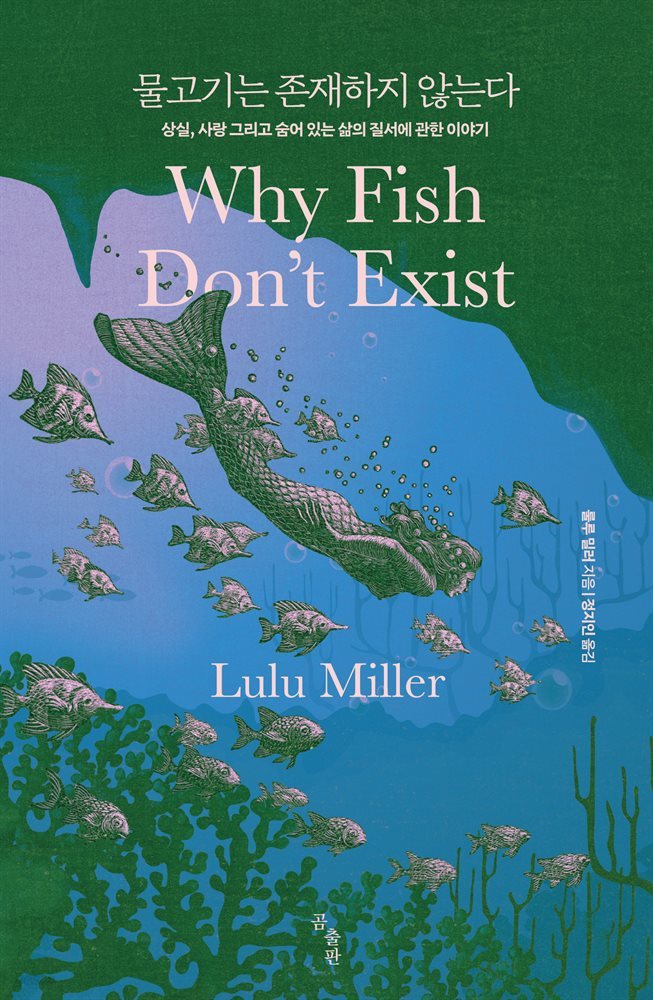 물고기는 존재하지 않는다
상실, 사랑 그리고 숨어 있는 삶의 질서에 관한 이야기
Why Fish
Don’t Exist
룰루 밀러 지음 | 정지인 옮김
Lulu Miller
곰출판